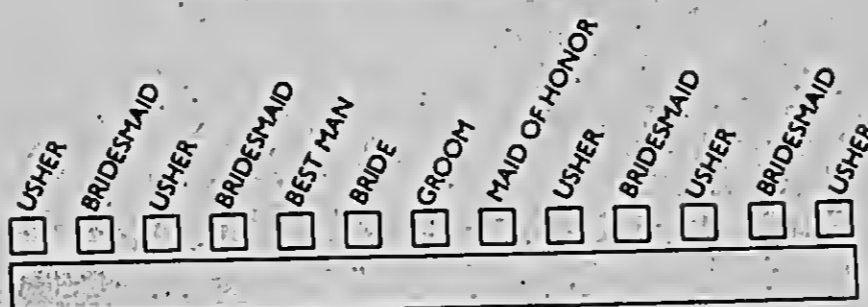 USHER
BRIDESMAID
USHER
BRIDESMAID
BEST MAN
BRIDE
GROOM
MAID OF HONOR
USHER
BRIDESMAID
USHER
BRIDESMAID
USHER